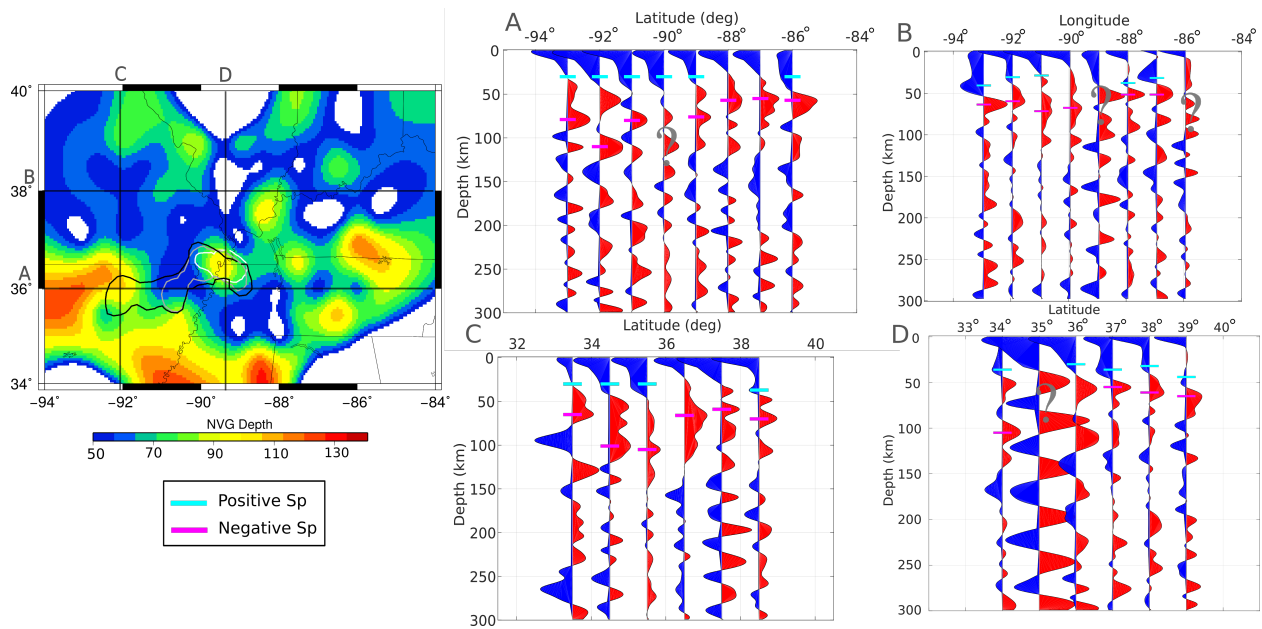 C D
40°
38°
36°
34°
B
A
−94 −92 −90 −88 −86 −84°
NVG Depth
50 70 90 110 130
Positive Sp
Negative Sp
A
Latitude (deg)
-94° -92° -90° -88° -86° -84°
0
50
100
150
200
250
300
Depth (km)
?
B
Longitude
-94° -92° -90° -88° -86° -84°
0
50
100
150
200
250
300
Depth (km)
? ?
C
Latitude (deg)
32 34 36 38 40
0
50
100
150
200
250
300
Depth (km)
D
Latitude
33° 34° 35° 36° 37° 38° 39° 40°
0
50
100
150
200
250
300
Depth (km)
?